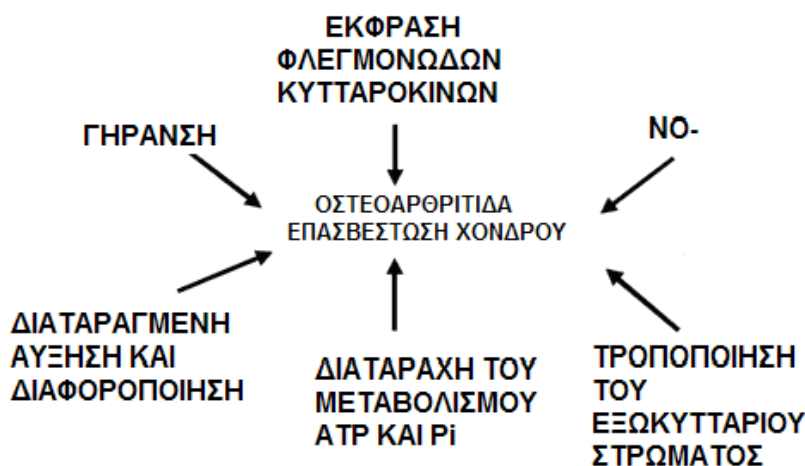 ΕΚΦΡΑΣΗ
ΦΛΕΓΜΟΝΩΔΩΝ
ΚΥΤΤΑΡΟΚΙΝΩΝ
ΓΗΡΑΝΣΗ
ΝΟ-
ΟΣΤΕΟΑΡΘΡΙΤΙΔΑ
ΕΠΑΣΒΕΣΤΩΣΗ ΧΟΝΔΡΟΥ
ΔΙΑΤΑΡΑΓΜΕΝΗ
ΑΥΞΗΣΗ ΚΑΙ
ΔΙΑΦΟΡΟΠΟΙΗΣΗ
ΔΙΑΤΑΡΑΧΗ ΤΟΥ
ΜΕΤΑΒΟΛΙΣΜΟΥ
ATP ΚΑΙ Pi
ΤΡΟΠΟΠΟΙΗΣΗ
ΤΟΥ
ΕΞΩΚΥΤΤΑΡΙΟΥ
ΣΤΡΩΜΑΤΟΣ